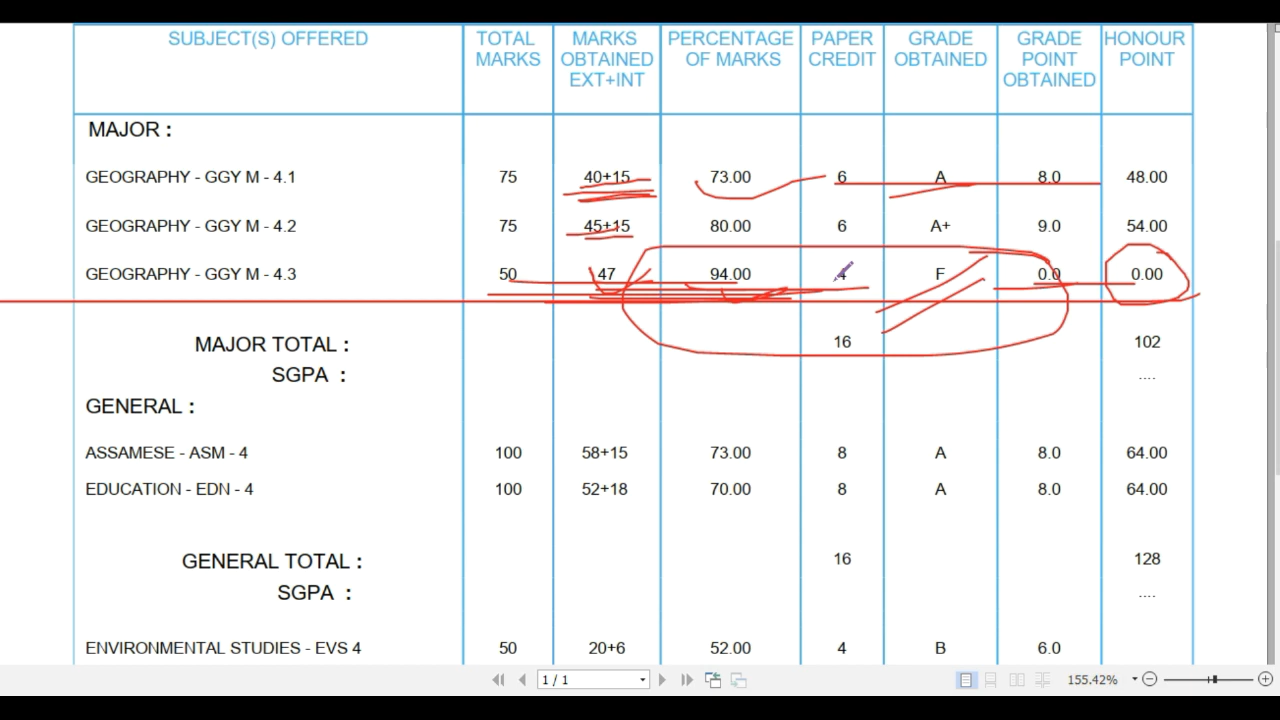 SUBJECT(S) OFFERED TOTAL MARKS PERCENTAGE PAPER GRADE GRADE HONOUR
MARKS OBTAINED OF MARKS CREDIT OBTAINED POINT POINT
EXT+INT OBTAINED
MAJOR :
GEOGRAPHY - GGY M - 4.1 75 40+15 73.00 6 A 8.0 48.00
GEOGRAPHY - GGY M - 4.2 75 45+15 80.00 6 A+ 9.0 54.00
GEOGRAPHY - GGY M - 4.3 50 47 94.00 4 F 0.0 0.00
MAJOR TOTAL : 16 102
SGPA : ....
GENERAL :
ASSAMESE - ASM - 4 100 58+15 73.00 8 A 8.0 64.00
EDUCATION - EDN - 4 100 52+18 70.00 8 A 8.0 64.00
GENERAL TOTAL : 16 128
SGPA : ....
ENVIRONMENTAL STUDIES - EVS 4 50 20+6 52.00 4 B 6.0
1 / 1 155.42%